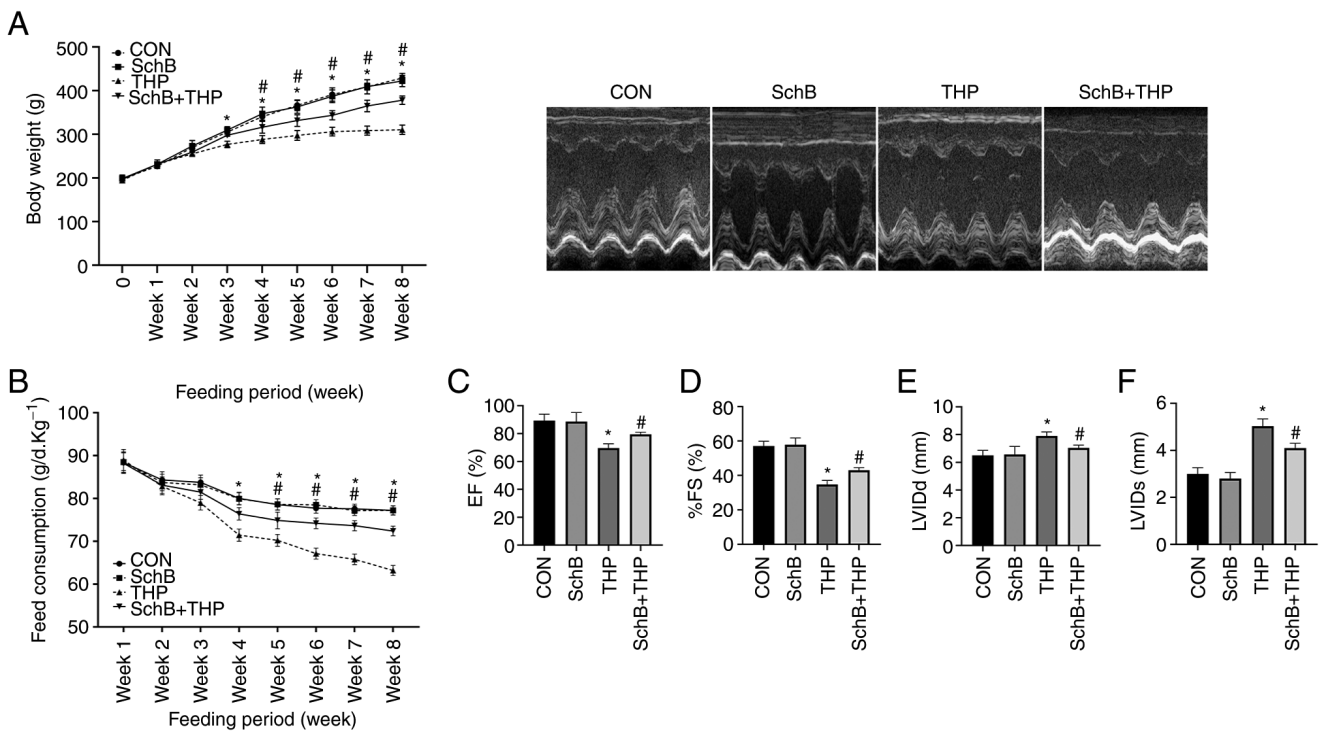 A
500
400
300
200
100
0
Body weight (g)
CON
SchB
THP
SchB+THP
*
# *
# *
# *
# *
# *
0
Week 1
Week 2
Week 3
Week 4
Week 5
Week 6
Week 7
Week 8
Feeding period (week)
CON SchB THP SchB+THP
B
100
90
80
70
60
50
Feed consumption (g/d.Kg⁻¹)
*
* #
* #
* #
* #
CON
SchB
THP
SchB+THP
Week 1
Week 2
Week 3
Week 4
Week 5
Week 6
Week 7
Week 8
Feeding period (week)
C
100
80
60
40
20
0
EF (%)
*
#
CON
SchB
THP
SchB+THP
D
80
60
40
20
0
%FS (%)
*
#
CON
SchB
THP
SchB+THP
E
10
8
6
4
2
0
LVIDd (mm)
*
#
CON
SchB
THP
SchB+THP
F
6
4
2
0
LVIDs (mm)
*
#
CON
SchB
THP
SchB+THP